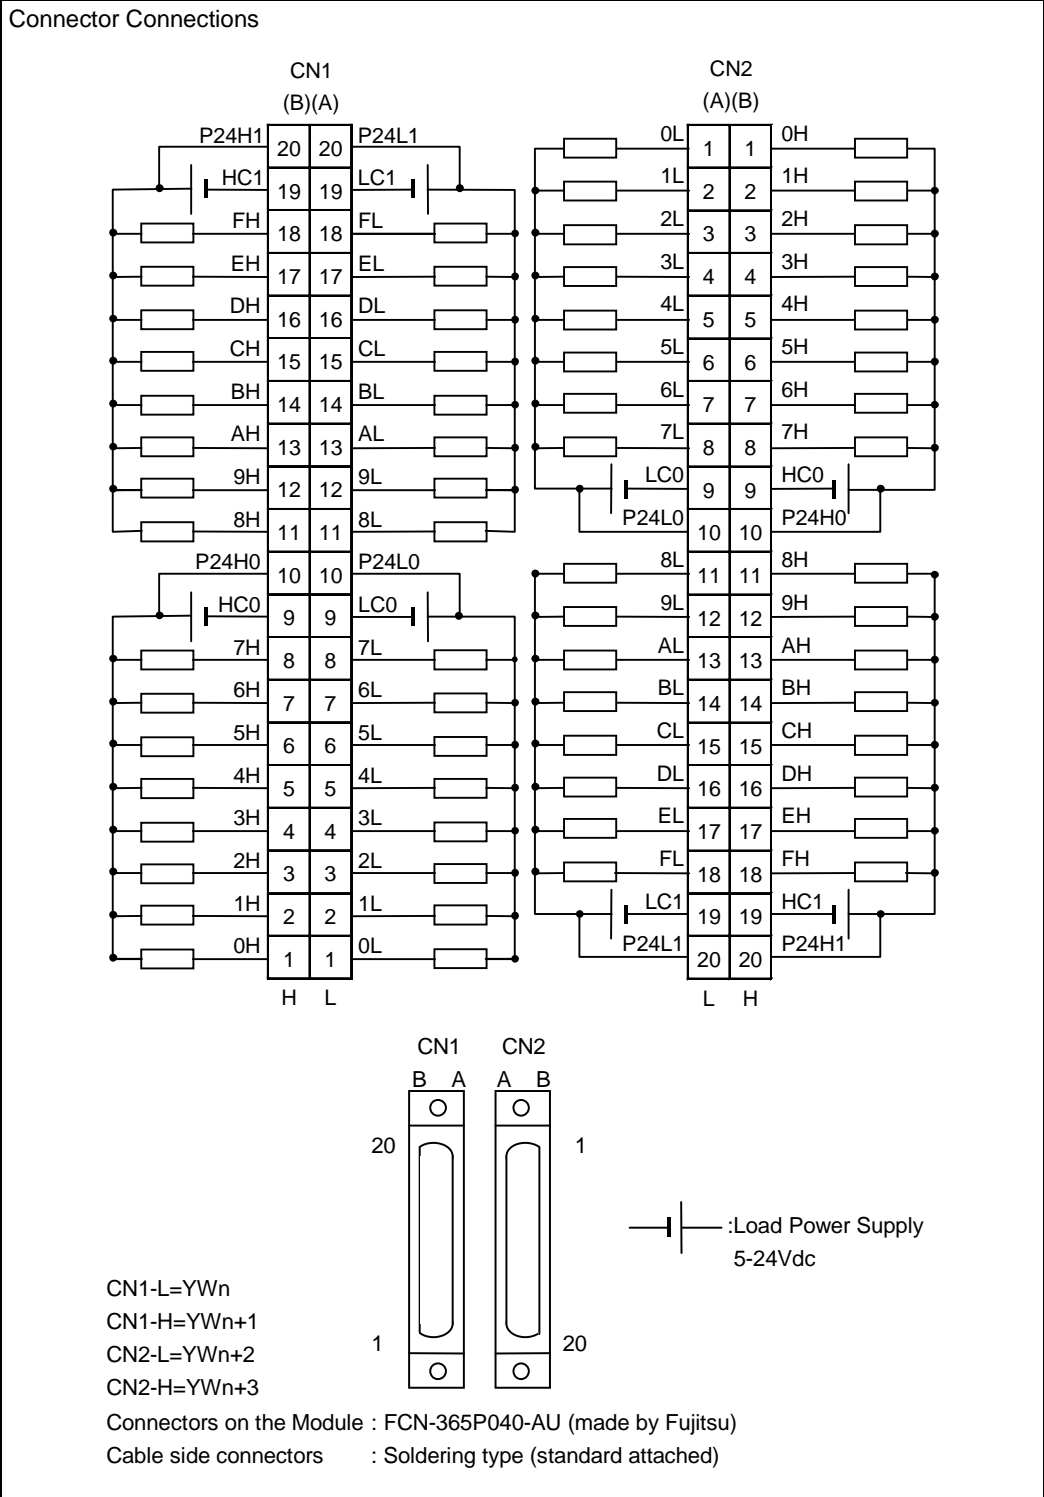 Connector Connections
CN1 CN2
(B)(A) (A)(B)
P24H1 20 20 P24L1 0L 1 1 0H
HC1 19 19 LC1 1L 2 2 1H
FH 18 18 FL 2L 3 3 2H
EH 17 17 EL 3L 4 4 3H
DH 16 16 DL 4L 5 5 4H
CH 15 15 CL 5L 6 6 5H
BH 14 14 BL 6L 7 7 6H
AH 13 13 AL 7L 8 8 7H
9H 12 12 9L LC0 9 9 HC0
8H 11 11 8L P24L0 10 10 P24H0
P24H0 10 10 P24L0 8L 11 11 8H
HC0 9 9 LC0 9L 12 12 9H
7H 8 8 7L AL 13 13 AH
6H 7 7 6L BL 14 14 BH
5H 6 6 5L CL 15 15 CH
4H 5 5 4L DL 16 16 DH
3H 4 4 3L EL 17 17 EH
2H 3 3 2L FL 18 18 FH
1H 2 2 1L LC1 19 19 HC1
0H 1 1 0L P24L1 20 20 P24H1
H L L H
CN1 CN2
B A A B
20 1
:Load Power Supply
5-24Vdc
CN1-L=YWn
CN1-H=YWn+1
1 20
CN2-L=YWn+2
CN2-H=YWn+3
Connectors on the Module : FCN-365P040-AU (made by Fujitsu)
Cable side connectors : Soldering type (standard attached)